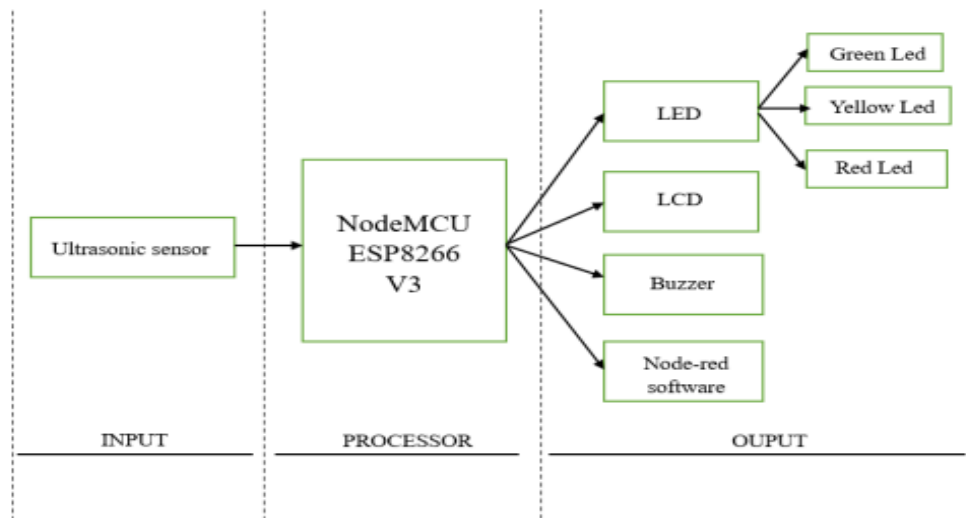 Ultrasonic sensor
NodeMCU
ESP8266
V3
LED
Green Led
Yellow Led
Red Led
LCD
Buzzer
Node-red
software
INPUT
PROCESSOR
OUPUT